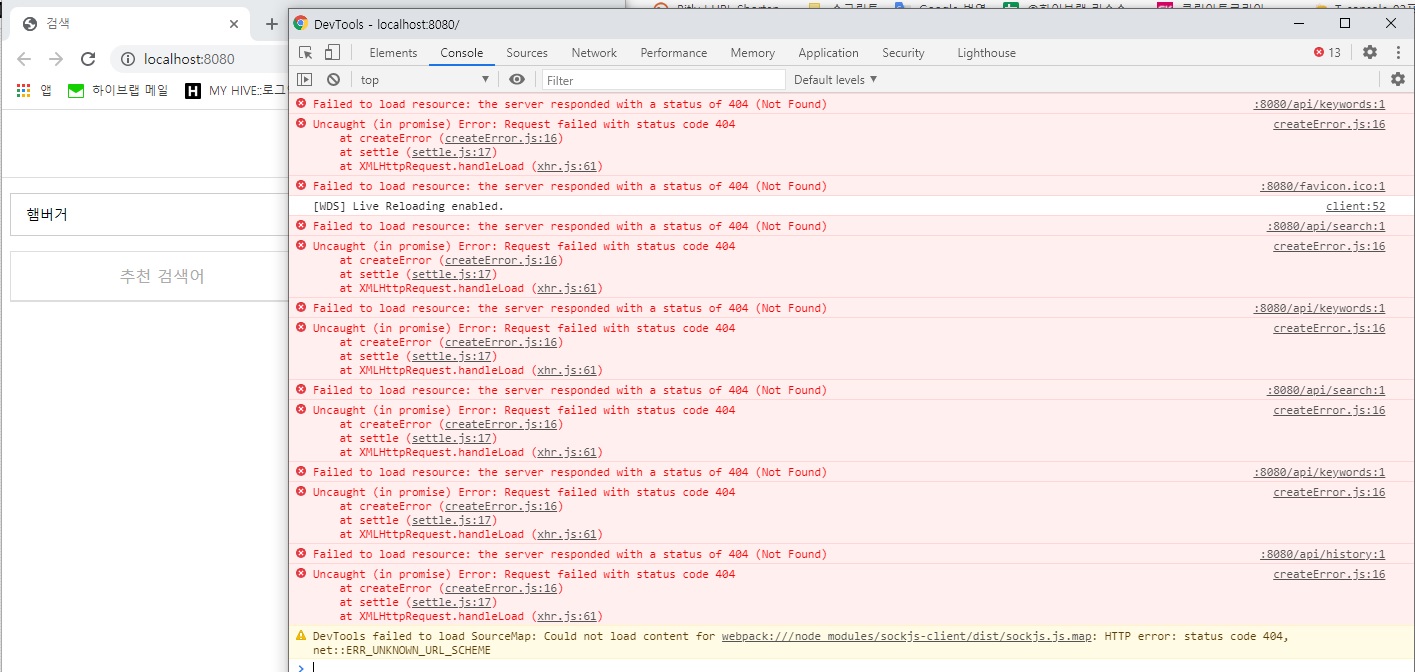 검색
DevTools - localhost:8080/
localhost:8080
앱
하이브랩 메일
MY HIVE::로그
햄버거
추천 검색어
Elements Console Sources Network Performance Memory Application Security Lighthouse 13
top Filter Default levels
Failed to load resource: the server responded with a status of 404 (Not Found) :8080/api/keywords:1
Uncaught (in promise) Error: Request failed with status code 404 createError.js:16
at createError (createError.js:16)
at settle (settle.js:17)
at XMLHttpRequest.handleLoad (xhr.js:61)
Failed to load resource: the server responded with a status of 404 (Not Found) :8080/favicon.ico:1
[WDS] Live Reloading enabled. client:52
Failed to load resource: the server responded with a status of 404 (Not Found) :8080/api/search:1
Uncaught (in promise) Error: Request failed with status code 404 createError.js:16
at createError (createError.js:16)
at settle (settle.js:17)
at XMLHttpRequest.handleLoad (xhr.js:61)
Failed to load resource: the server responded with a status of 404 (Not Found) :8080/api/keywords:1
Uncaught (in promise) Error: Request failed with status code 404 createError.js:16
at createError (createError.js:16)
at settle (settle.js:17)
at XMLHttpRequest.handleLoad (xhr.js:61)
Failed to load resource: the server responded with a status of 404 (Not Found) :8080/api/search:1
Uncaught (in promise) Error: Request failed with status code 404 createError.js:16
at createError (createError.js:16)
at settle (settle.js:17)
at XMLHttpRequest.handleLoad (xhr.js:61)
Failed to load resource: the server responded with a status of 404 (Not Found) :8080/api/keywords:1
Uncaught (in promise) Error: Request failed with status code 404 createError.js:16
at createError (createError.js:16)
at settle (settle.js:17)
at XMLHttpRequest.handleLoad (xhr.js:61)
Failed to load resource: the server responded with a status of 404 (Not Found) :8080/api/history:1
Uncaught (in promise) Error: Request failed with status code 404 createError.js:16
at createError (createError.js:16)
at settle (settle.js:17)
at XMLHttpRequest.handleLoad (xhr.js:61)
DevTools failed to load SourceMap: Could not load content for webpack:///node_modules/sockjs-client/dist/sockjs.js.map: HTTP error: status code 404,
net::ERR_UNKNOWN_URL_SCHEME